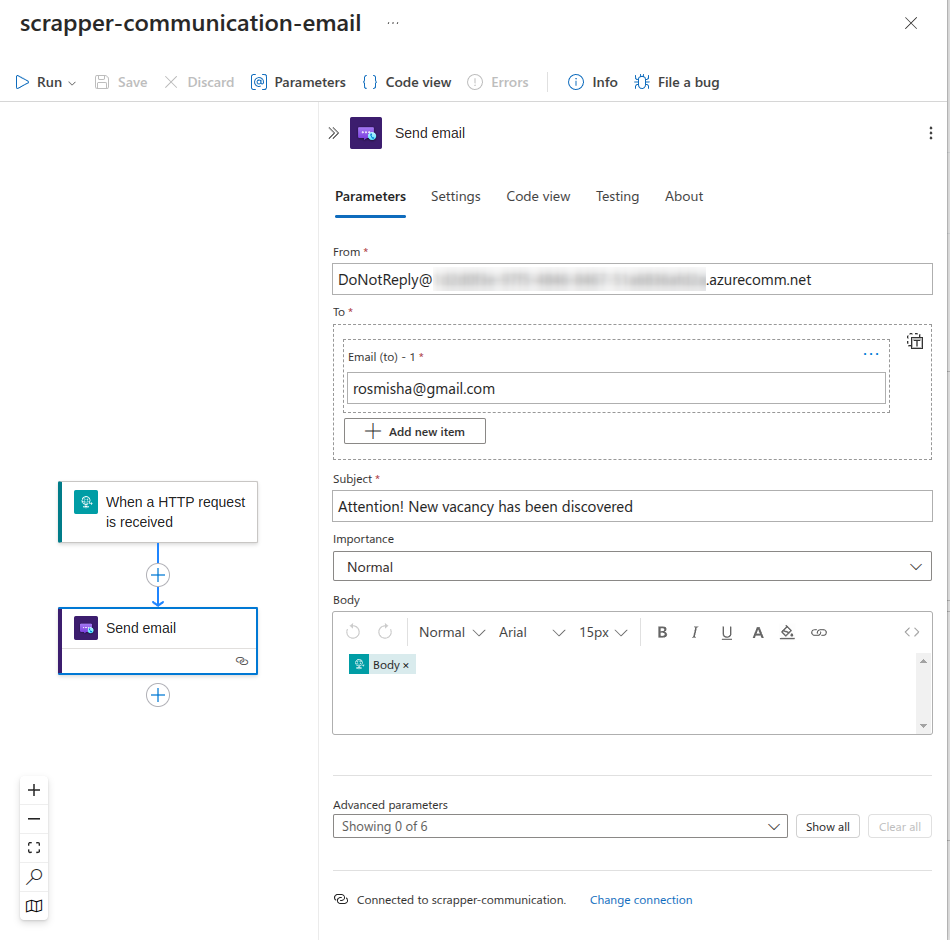 scrapper-communication-email ...
Run Save Discard Parameters Code view Errors Info File a bug
When a HTTP request
is received
Send email
Send email
Parameters Settings Code view Testing About
From *
DoNotReply@ .azurecomm.net
To *
Email (to) - 1 *
rosmisha@gmail.com
Add new item
Subject *
Attention! New vacancy has been discovered
Importance
Normal
Body
Normal Arial 15px B I U A
Body ×
Advanced parameters
Showing 0 of 6 Show all Clear all
Connected to scrapper-communication. Change connection